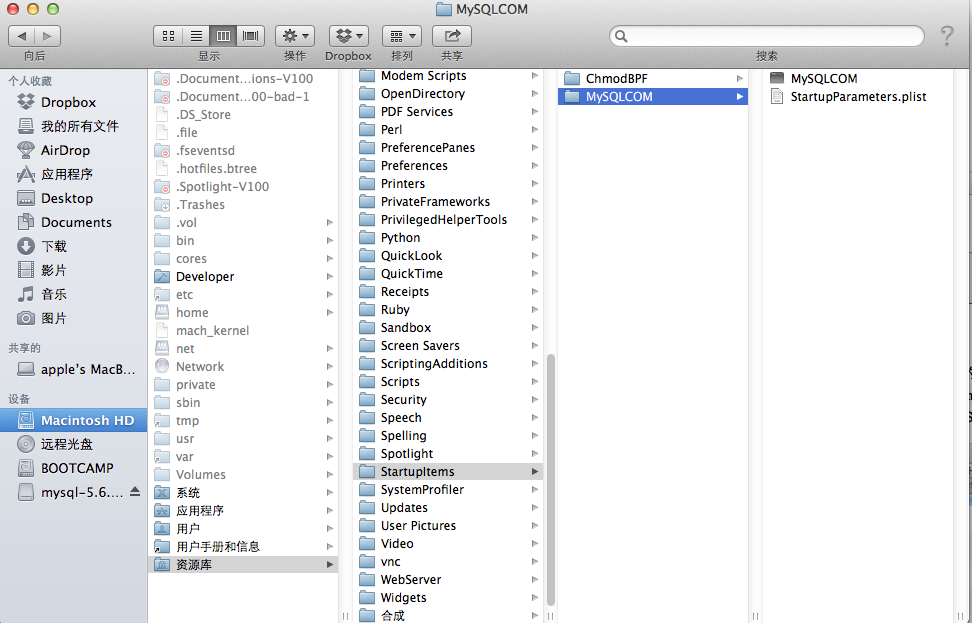 MySQLCOM
向后
显示
操作
Dropbox
排列
共享
搜索
个人收藏
Dropbox
我的所有文件
AirDrop
应用程序
Desktop
Documents
下载
影片
音乐
图片
共享的
apple's MacB...
设备
Macintosh HD
远程光盘
BOOTCAMP
mysql-5.6....
.Document...ions-V100
.Document...00-bad-1
.DS_Store
.file
.fseventsd
.hotfiles.btree
.Spotlight-V100
.Trashes
.vol
bin
cores
Developer
etc
home
mach_kernel
net
Network
private
sbin
tmp
usr
var
Volumes
系统
应用程序
用户
用户手册和信息
资源库
Modem Scripts
OpenDirectory
PDF Services
Perl
PreferencePanes
Preferences
Printers
PrivateFrameworks
PrivilegedHelperTools
Python
QuickLook
QuickTime
Receipts
Ruby
Sandbox
Screen Savers
ScriptingAdditions
Scripts
Security
Speech
Spelling
Spotlight
StartupItems
SystemProfiler
Updates
User Pictures
Video
vnc
WebServer
Widgets
合成
ChmodBPF
MySQLCOM
MySQLCOM
StartupParameters.plist